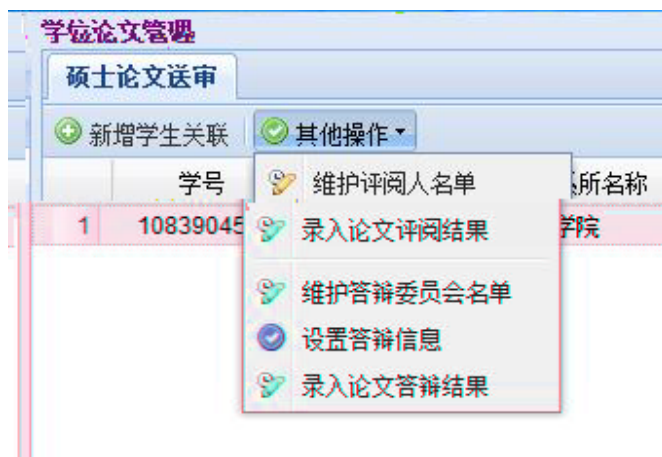 学位论文管理
硕士论文送审
新增学生关联 其他操作
学号 所名称
维护评阅人名单
1 10839045 学院
录入论文评阅结果
维护答辩委员会名单
设置答辩信息
录入论文答辩结果